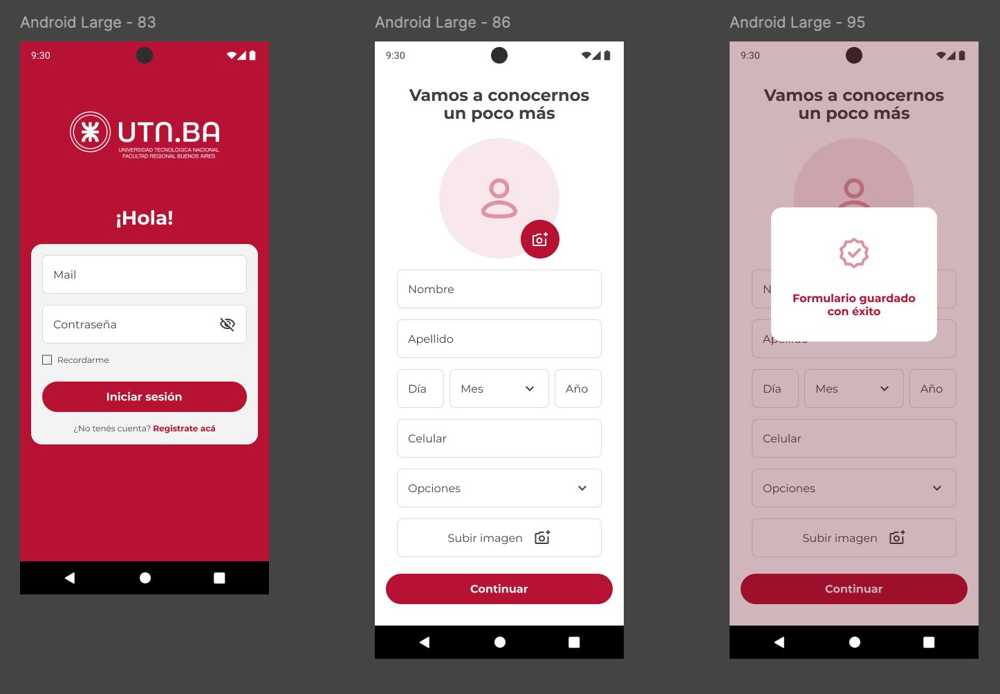 Android Large - 83
9:30
UTN.BA
UNIVERSIDAD TECNOLÓGICA NACIONAL
FACULTAD REGIONAL BUENOS AIRES
¡Hola!
Mail
Contraseña
Recordarme
Iniciar sesión
¿No tenés cuenta? Registrate acá
Android Large - 86
9:30
Vamos a conocernos
un poco más
Nombre
Apellido
Día
Mes
Año
Celular
Opciones
Subir imagen
Continuar
Android Large - 95
9:30
Vamos a conocernos
un poco más
Formulario guardado
con éxito
Día
Mes
Año
Celular
Opciones
Subir imagen
Continuar